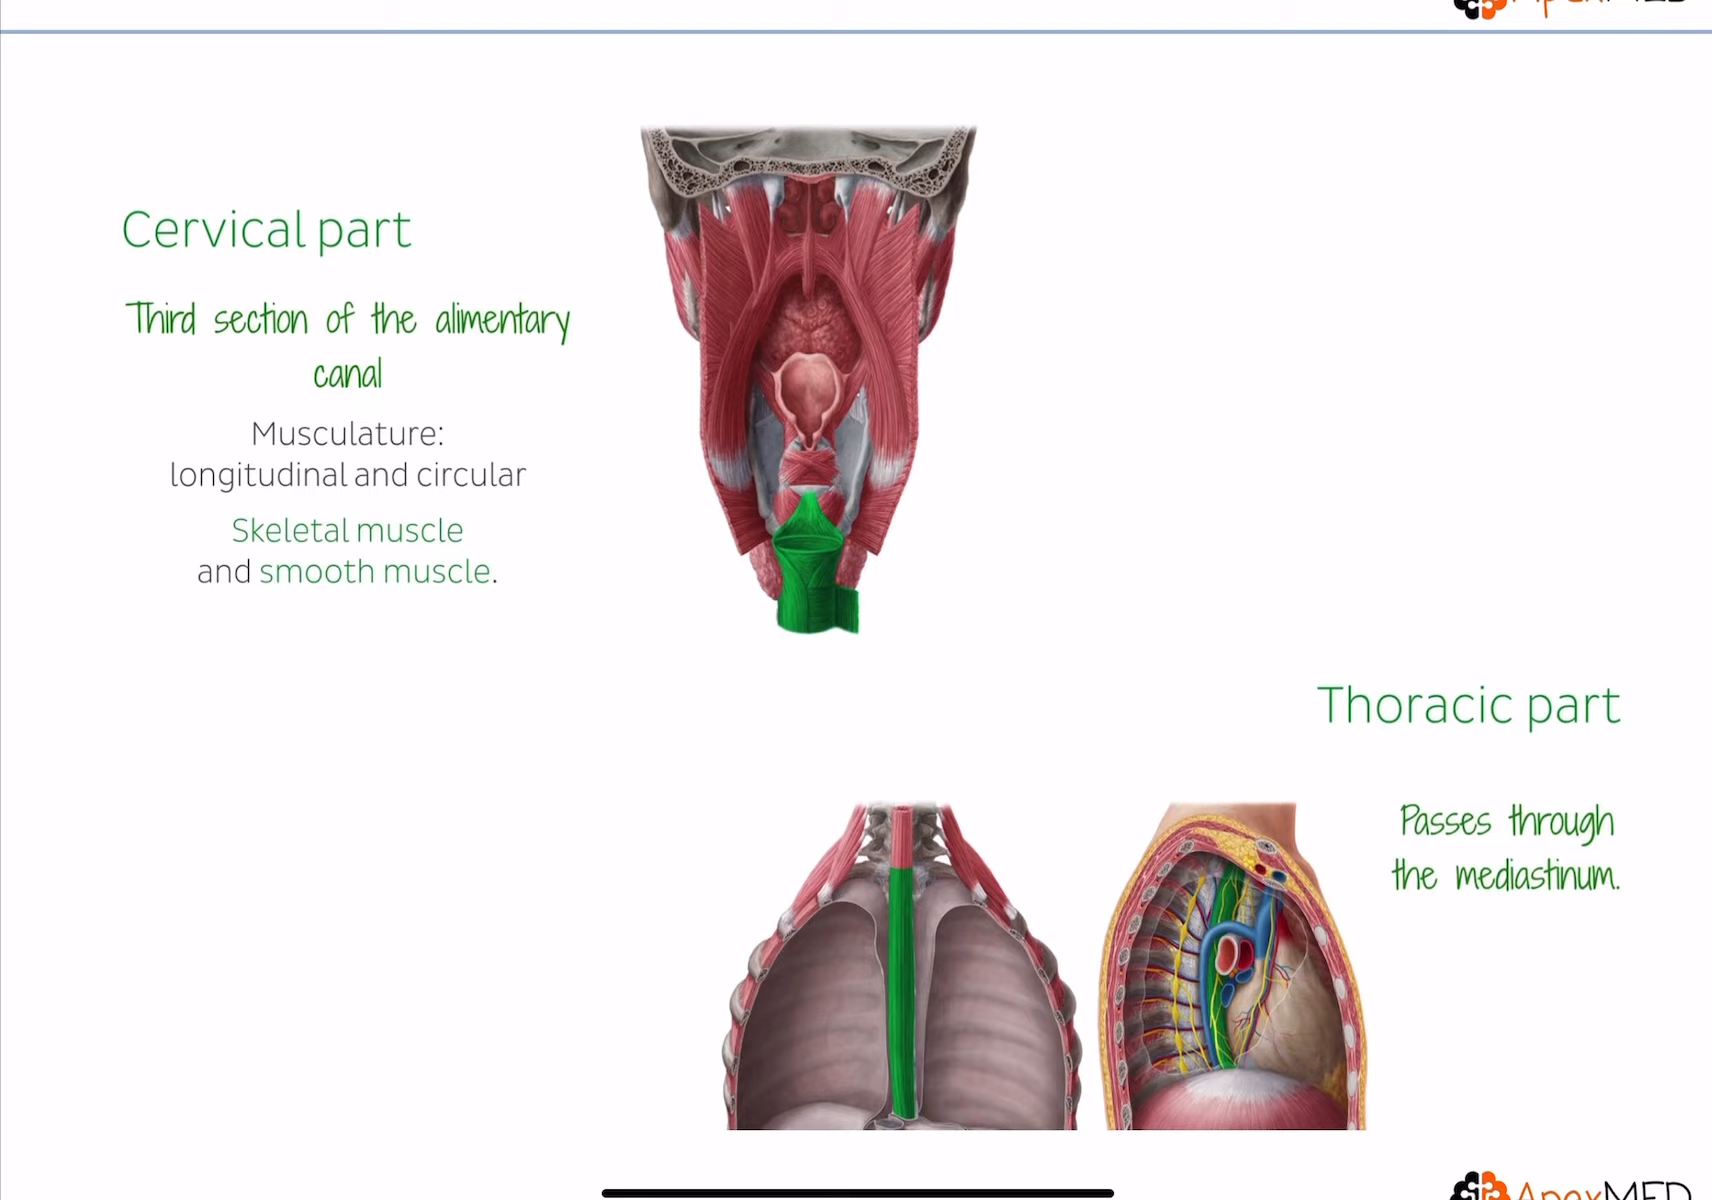 Cervical part
Third section of the alimentary
canal
Musculature:
longitudinal and circular
Skeletal muscle
and smooth muscle.
Thoracic part
Passes through
the mediastinum.
ApexMED